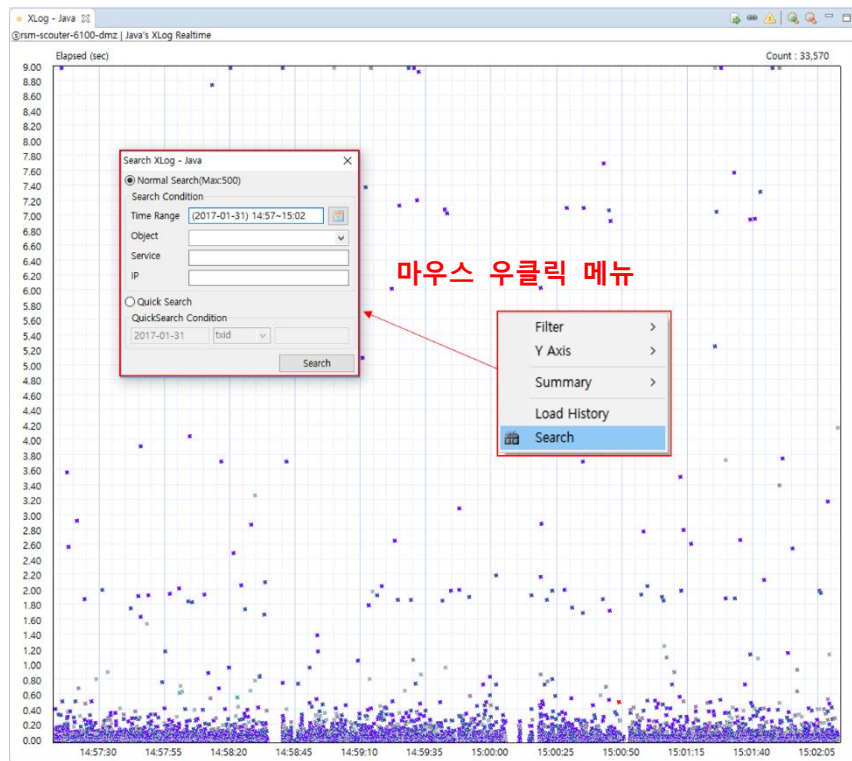 XLog - Java
ⓢrsm-scouter-6100-dmz | Java's XLog Realtime
Elapsed (sec)
Count : 33,570
9.00
8.80
8.60
8.40
8.20
8.00
7.80
7.60
7.40
7.20
7.00
6.80
6.60
6.40
6.20
6.00
5.80
5.60
5.40
5.20
5.00
4.80
4.60
4.40
4.20
4.00
3.80
3.60
3.40
3.20
3.00
2.80
2.60
2.40
2.20
2.00
1.80
1.60
1.40
1.20
1.00
0.80
0.60
0.40
0.20
0.00
Search XLog - Java
Normal Search(Max:500)
Search Condition
Time Range (2017-01-31) 14:57~15:02
Object
Service
IP
Quick Search
QuickSearch Condition
2017-01-31 txid
Search
마우스 우클릭 메뉴
Filter >
Y Axis >
Summary >
Load History
Search
14:57:30 14:57:55 14:58:20 14:58:45 14:59:10 14:59:35 15:00:00 15:00:25 15:00:50 15:01:15 15:01:40 15:02:05